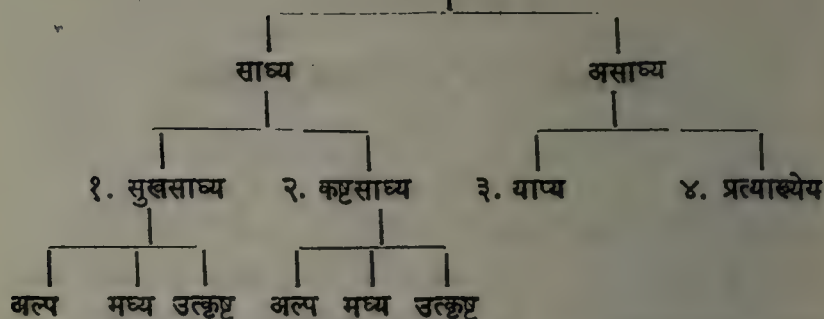 साध्य असाध्य
१. सुखसाध्य २. कष्टसाध्य ३. याप्य ४. प्रत्याख्येय
अल्प मध्य उत्कृष्ट अल्प मध्य उत्कृष्ट